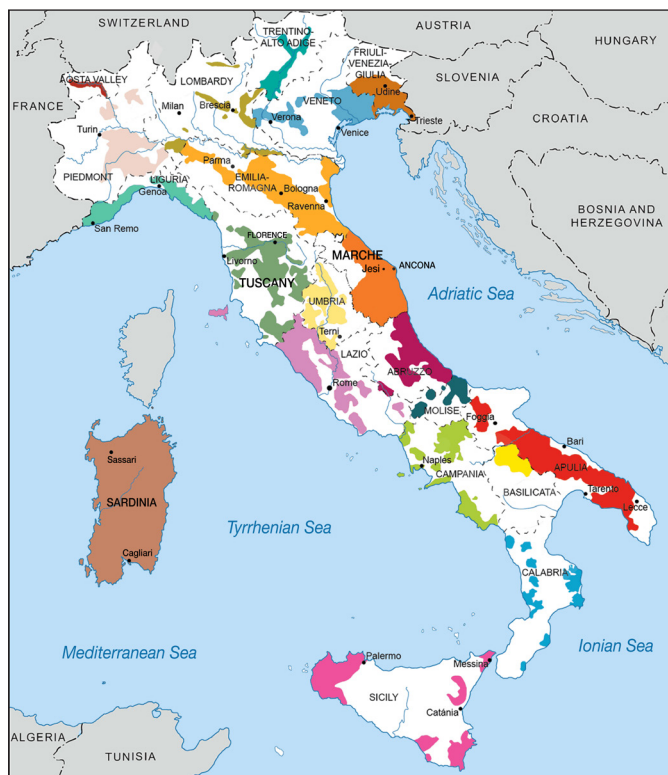 SWITZERLAND
AUSTRIA
HUNGARY
TRENTINO-
ALTO ADIGE
FRIULI-
VENEZIA-
GIULIA
SLOVENIA
AOSTA VALLEY
LOMBARDY
Udine
FRANCE
Milan
Brescia
VENETO
Trieste
CROATIA
Verona
Venice
Turin
PIEDMONT
Parma
EMILIA-
ROMAGNA
Bologna
LIGURIA
Genoa
Ravenna
BOSNIA AND
HERZEGOVINA
San Remo
FLORENCE
MARCHE
Livorno
Jesi
ANCONA
TUSCANY
Adriatic Sea
UMBRIA
Terni
LAZIO
ABRUZZO
Rome
MOLISE
Foggia
Bari
Sassari
Naples
CAMPANIA
APULIA
BASILICATA
Tarento
Lecce
SARDINIA
Tyrrhenian Sea
Cagliari
CALABRIA
Mediterranean Sea
Ionian Sea
Palermo
Messina
SICILY
Catánia
ALGERIA
TUNISIA